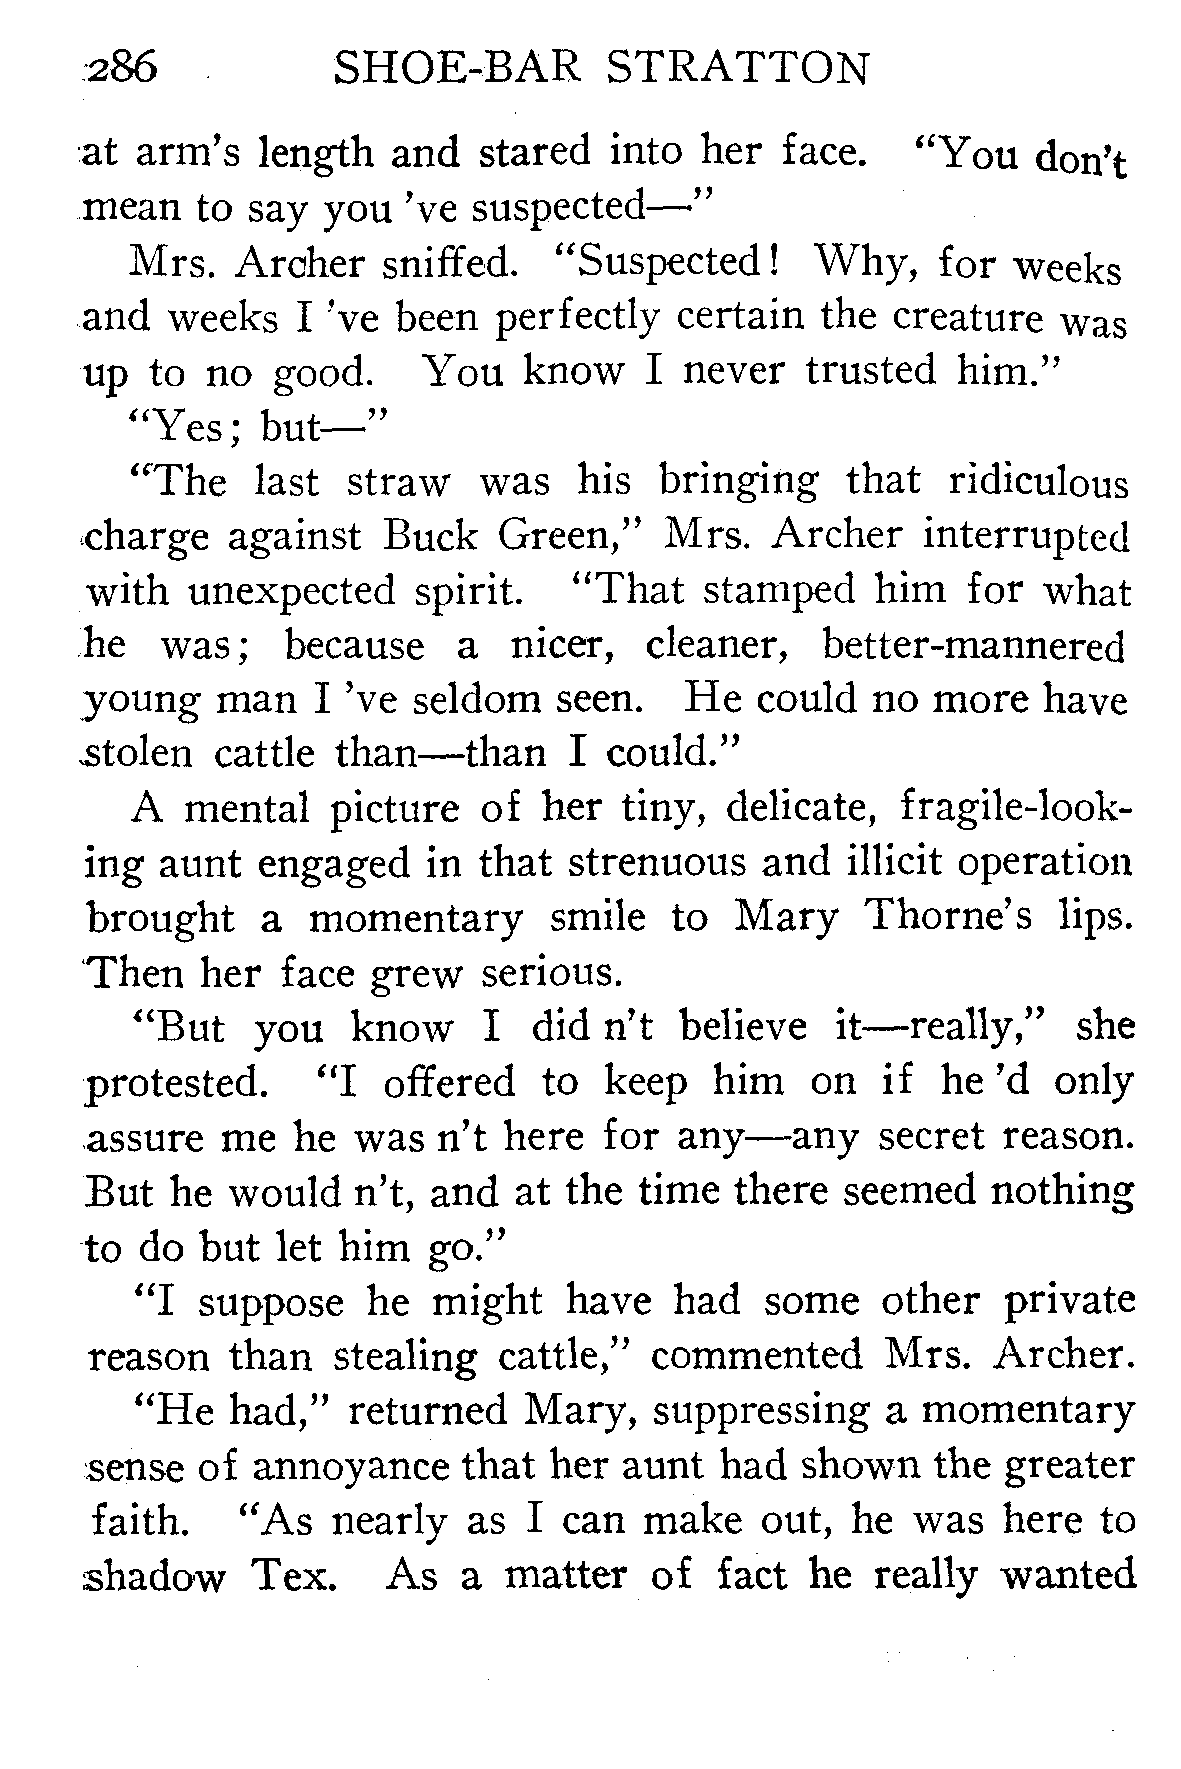 286 SHOE-BAR STRATTON
at arm's length and stared into her face. "You don't
mean to say you 've suspected—"
Mrs. Archer sniffed. "Suspected! Why, for weeks
and weeks I 've been perfectly certain the creature was
up to no good. You know I never trusted him."
"Yes; but—"
"The last straw was his bringing that ridiculous
charge against Buck Green," Mrs. Archer interrupted
with unexpected spirit. "That stamped him for what
he was; because a nicer, cleaner, better-mannered
young man I 've seldom seen. He could no more have
stolen cattle than—than I could."
A mental picture of her tiny, delicate, fragile-look-
ing aunt engaged in that strenuous and illicit operation
brought a momentary smile to Mary Thorne's lips.
Then her face grew serious.
"But you know I did n't believe it—really," she
protested. "I offered to keep him on if he 'd only
assure me he was n't here for any—any secret reason.
But he would n't, and at the time there seemed nothing
to do but let him go."
"I suppose he might have had some other private
reason than stealing cattle," commented Mrs. Archer.
"He had," returned Mary, suppressing a momentary
sense of annoyance that her aunt had shown the greater
faith. "As nearly as I can make out, he was here to
shadow Tex. As a matter of fact he really wanted